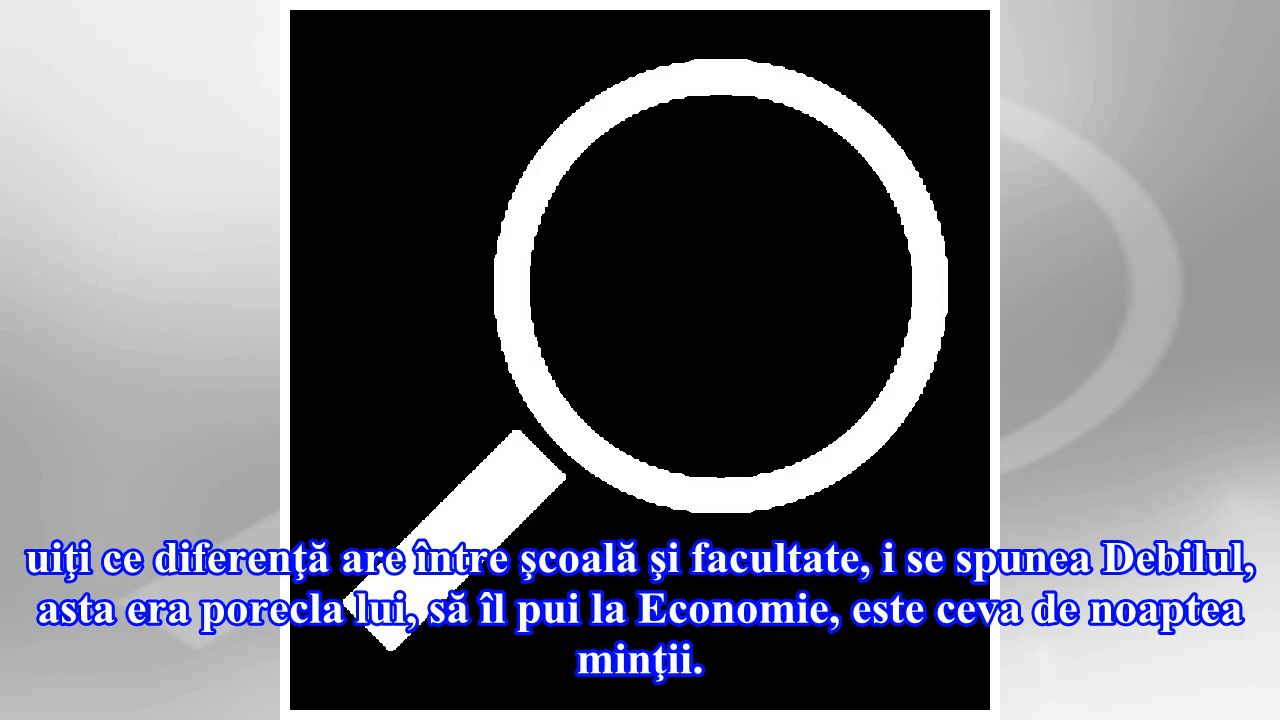 uiţi ce diferenţă are între şcoală şi facultate, i se spunea Debilul,
asta era porecla lui, să îl pui la Economie, este ceva de noaptea
minţii.